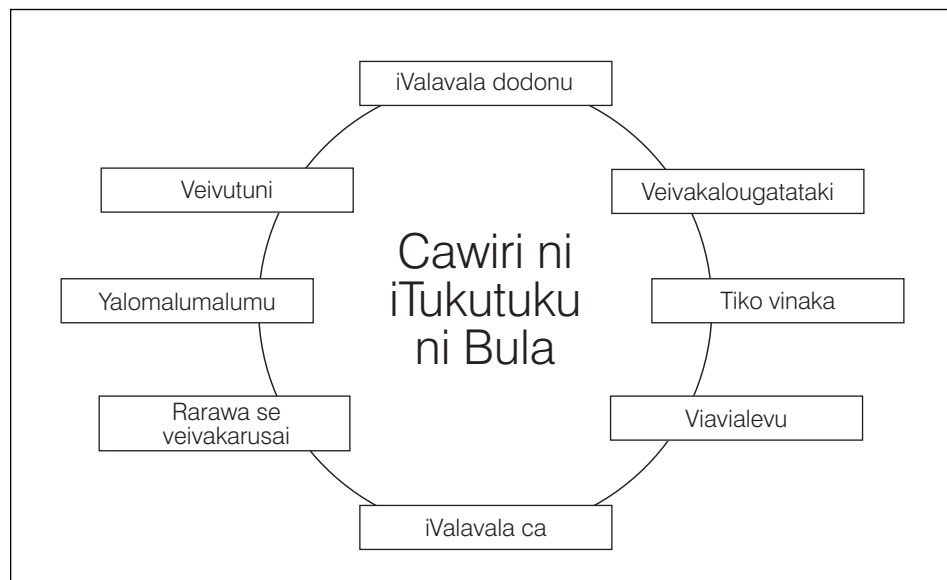 iValavala dodonu
Veivutuni
Veivakalougatataki
Cawiri ni
iTukutuku
ni Bula
Yalomalumalumu
Tiko vinaka
Rarawa se
veivakarusai
Viavialevu
iValavala ca